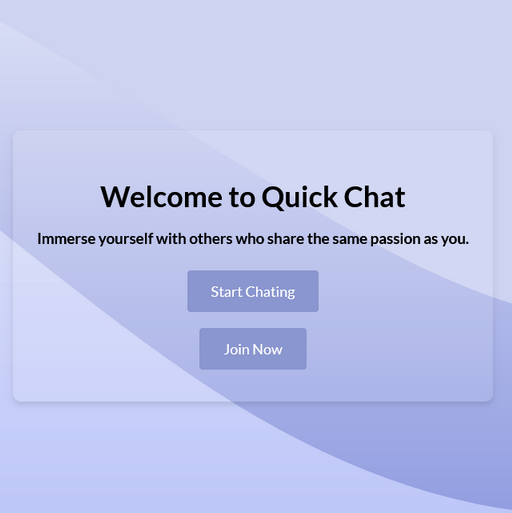 Welcome to Quick Chat
Immerse yourself with others who share the same passion as you.
Start Chating
Join Now